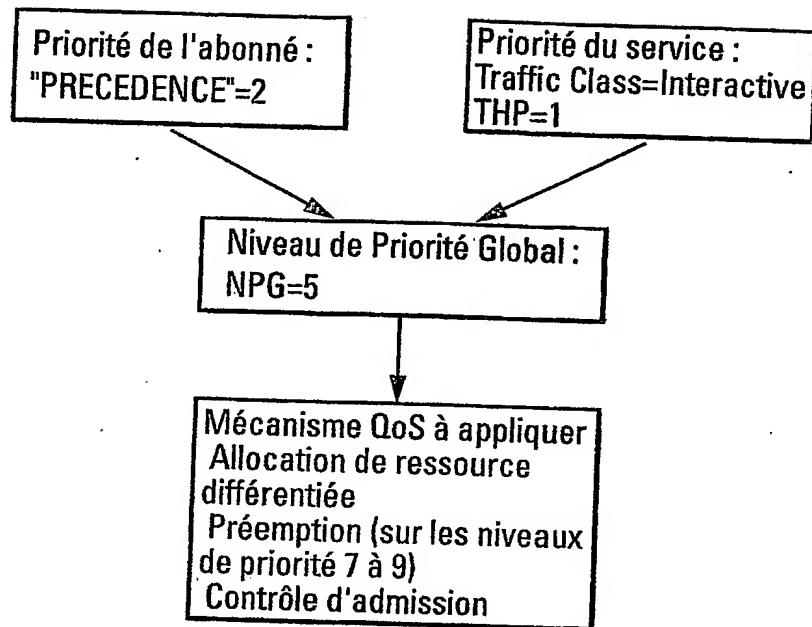 Priorité de l'abonné :
"PRECEDENCE"=2
Priorité du service :
Traffic Class=Interactive
THP=1
Niveau de Priorité Global :
NPG=5
Mécanisme QoS à appliquer
Allocation de ressource
différentiée
Préemption (sur les niveaux
de priorité 7 à 9)
Contrôle d'admission